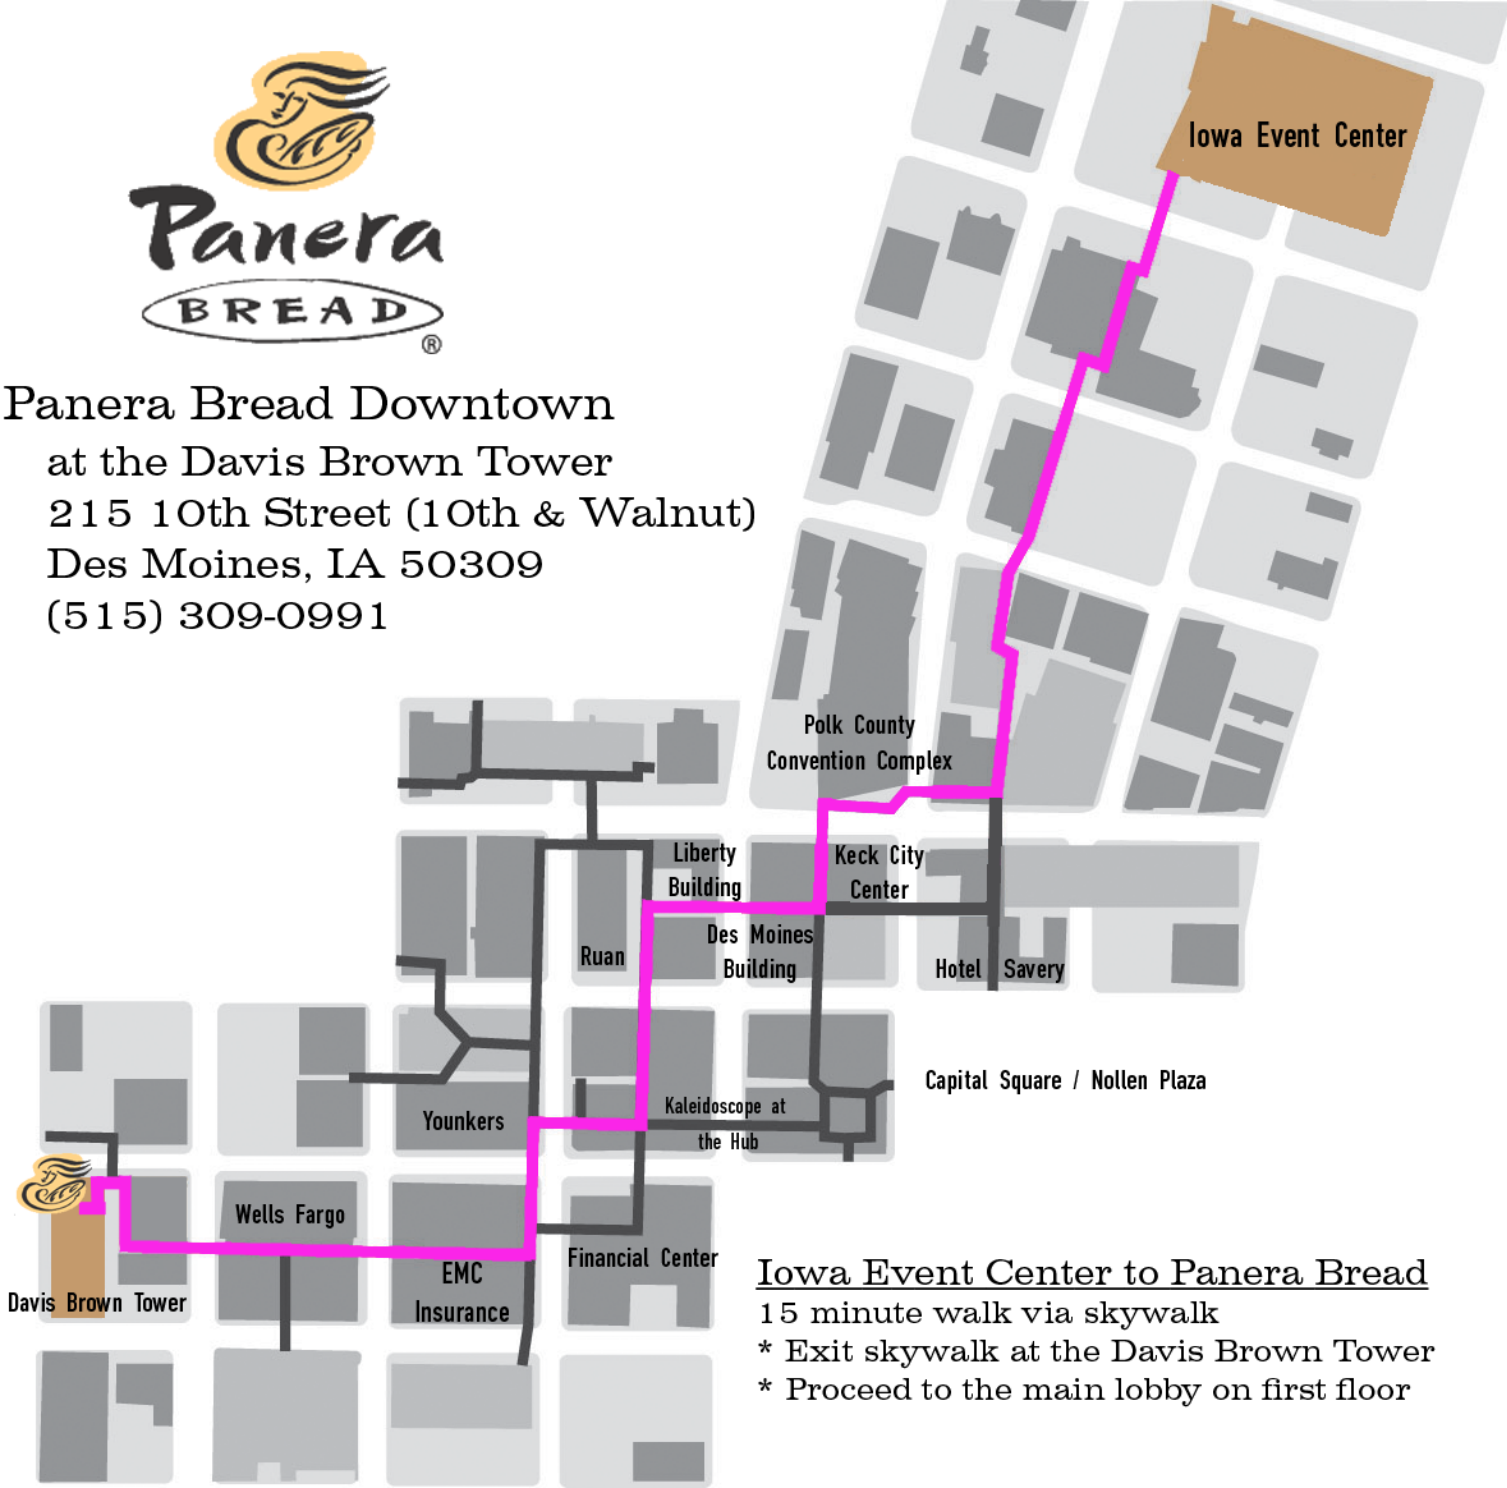 Panera
BREAD
®
Panera Bread Downtown
at the Davis Brown Tower
215 10th Street (10th & Walnut)
Des Moines, IA 50309
(515) 309-0991
Iowa Event Center
Polk County
Convention Complex
Liberty
Building
Keck City
Center
Ruan
Des Moines
Building
Hotel Savery
Capital Square / Nollen Plaza
Younkers
Kaleidoscope at
the Hub
Wells Fargo
Financial Center
EMC
Insurance
Davis Brown Tower
Iowa Event Center to Panera Bread
15 minute walk via skywalk
* Exit skywalk at the Davis Brown Tower
* Proceed to the main lobby on first floor